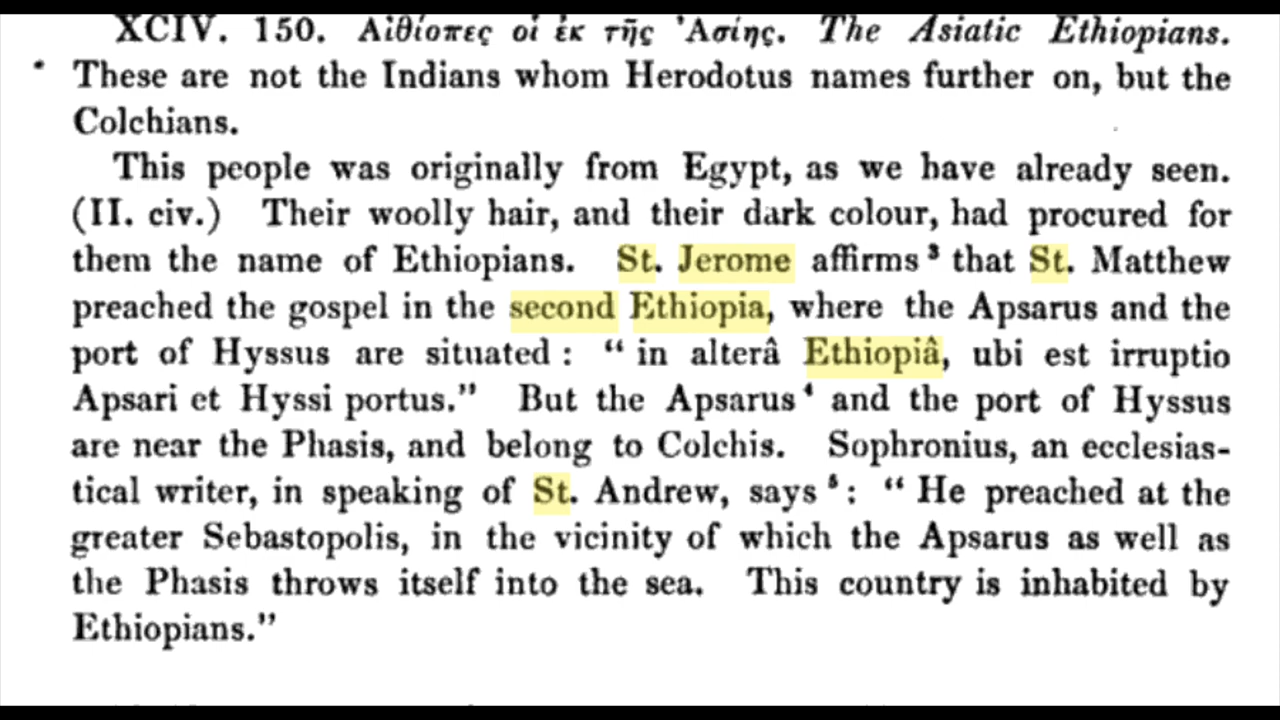 XCIV. 150. Αἰθίοπες οἱ ἐκ τῆς Ἀσίης. The Asiatic Ethiopians.
These are not the Indians whom Herodotus names further on, but the
Colchians.
This people was originally from Egypt, as we have already seen.
(II. civ.) Their woolly hair, and their dark colour, had procured for
them the name of Ethiopians. St. Jerome affirms ³ that St. Matthew
preached the gospel in the second Ethiopia, where the Apsarus and the
port of Hyssus are situated : “ in alterâ Ethiopiâ, ubi est irruptio
Apsari et Hyssi portus.” But the Apsarus ⁴ and the port of Hyssus
are near the Phasis, and belong to Colchis. Sophronius, an ecclesias-
tical writer, in speaking of St. Andrew, says ⁵ : “ He preached at the
greater Sebastopolis, in the vicinity of which the Apsarus as well as
the Phasis throws itself into the sea. This country is inhabited by
Ethiopians.”